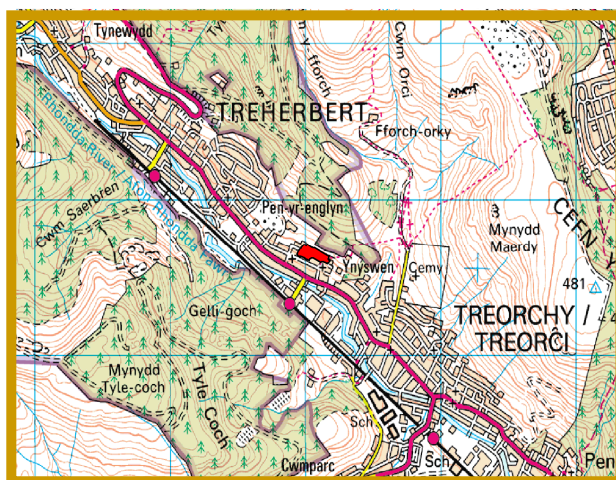 Tynewydd
n-y-fforch
Cwm Orci
TREHERBERT
Fforch-orky
Rhondda River / Afon Rhondda Fawr
Cwm Saerbren
Pen-yr-englyn
CEFN Y
Mynydd
Maerdy
Ynyswen
Cemy
481
Gelli-goch
TREORCHY /
TREORCI
Mynydd
Tyle-coch
Tyle Coch
Sch
Cwmparc
Sch
Pen